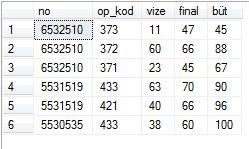 no op_kod vize final büt
1 6532510 373 11 47 45
2 6532510 372 60 66 88
3 6532510 371 23 45 67
4 5531519 433 63 70 90
5 5531519 421 40 66 96
6 5530535 433 38 60 100